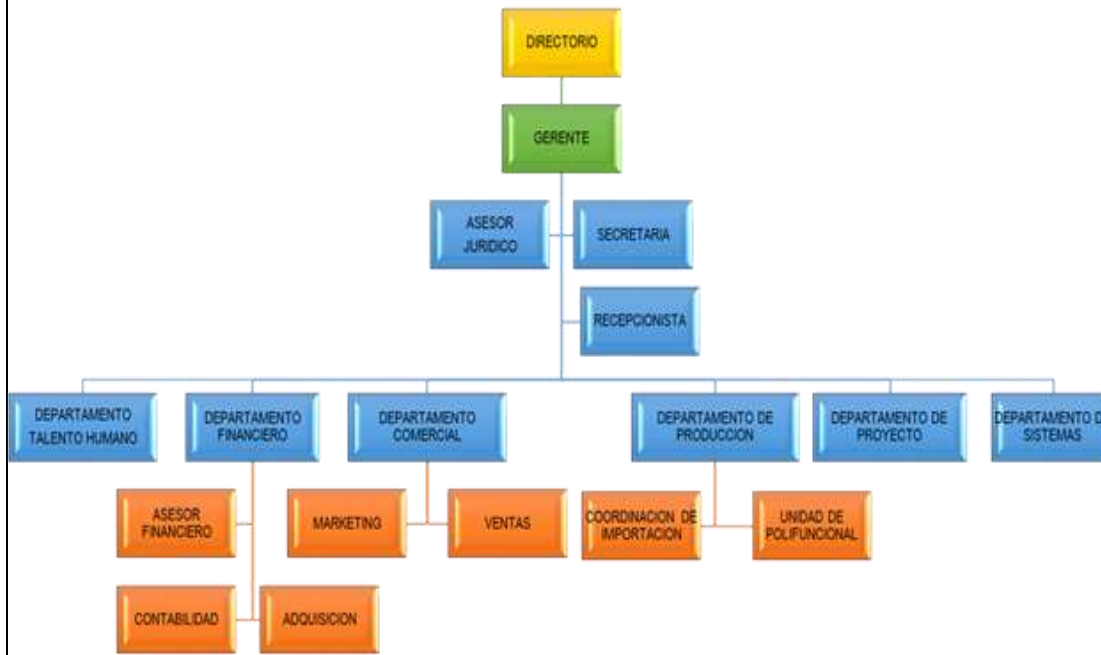 DIRECTORIO
GERENTE
ASESOR
JURIDICO
SECRETARIA
RECEPCIONISTA
DEPARTAMENTO
TALENTO HUMANO
DEPARTAMENTO
FINANCIERO
DEPARTAMENTO
COMERCIAL
DEPARTAMENTO DE
PRODUCCION
DEPARTAMENTO DE
PROYECTO
DEPARTAMENTO D
SISTEMAS
ASESOR
FINANCIERO
MARKETING
VENTAS
COORDINACION DE
IMPORTACION
UNIDAD DE
POLIFUNCIONAL
CONTABILIDAD
ADQUISICION